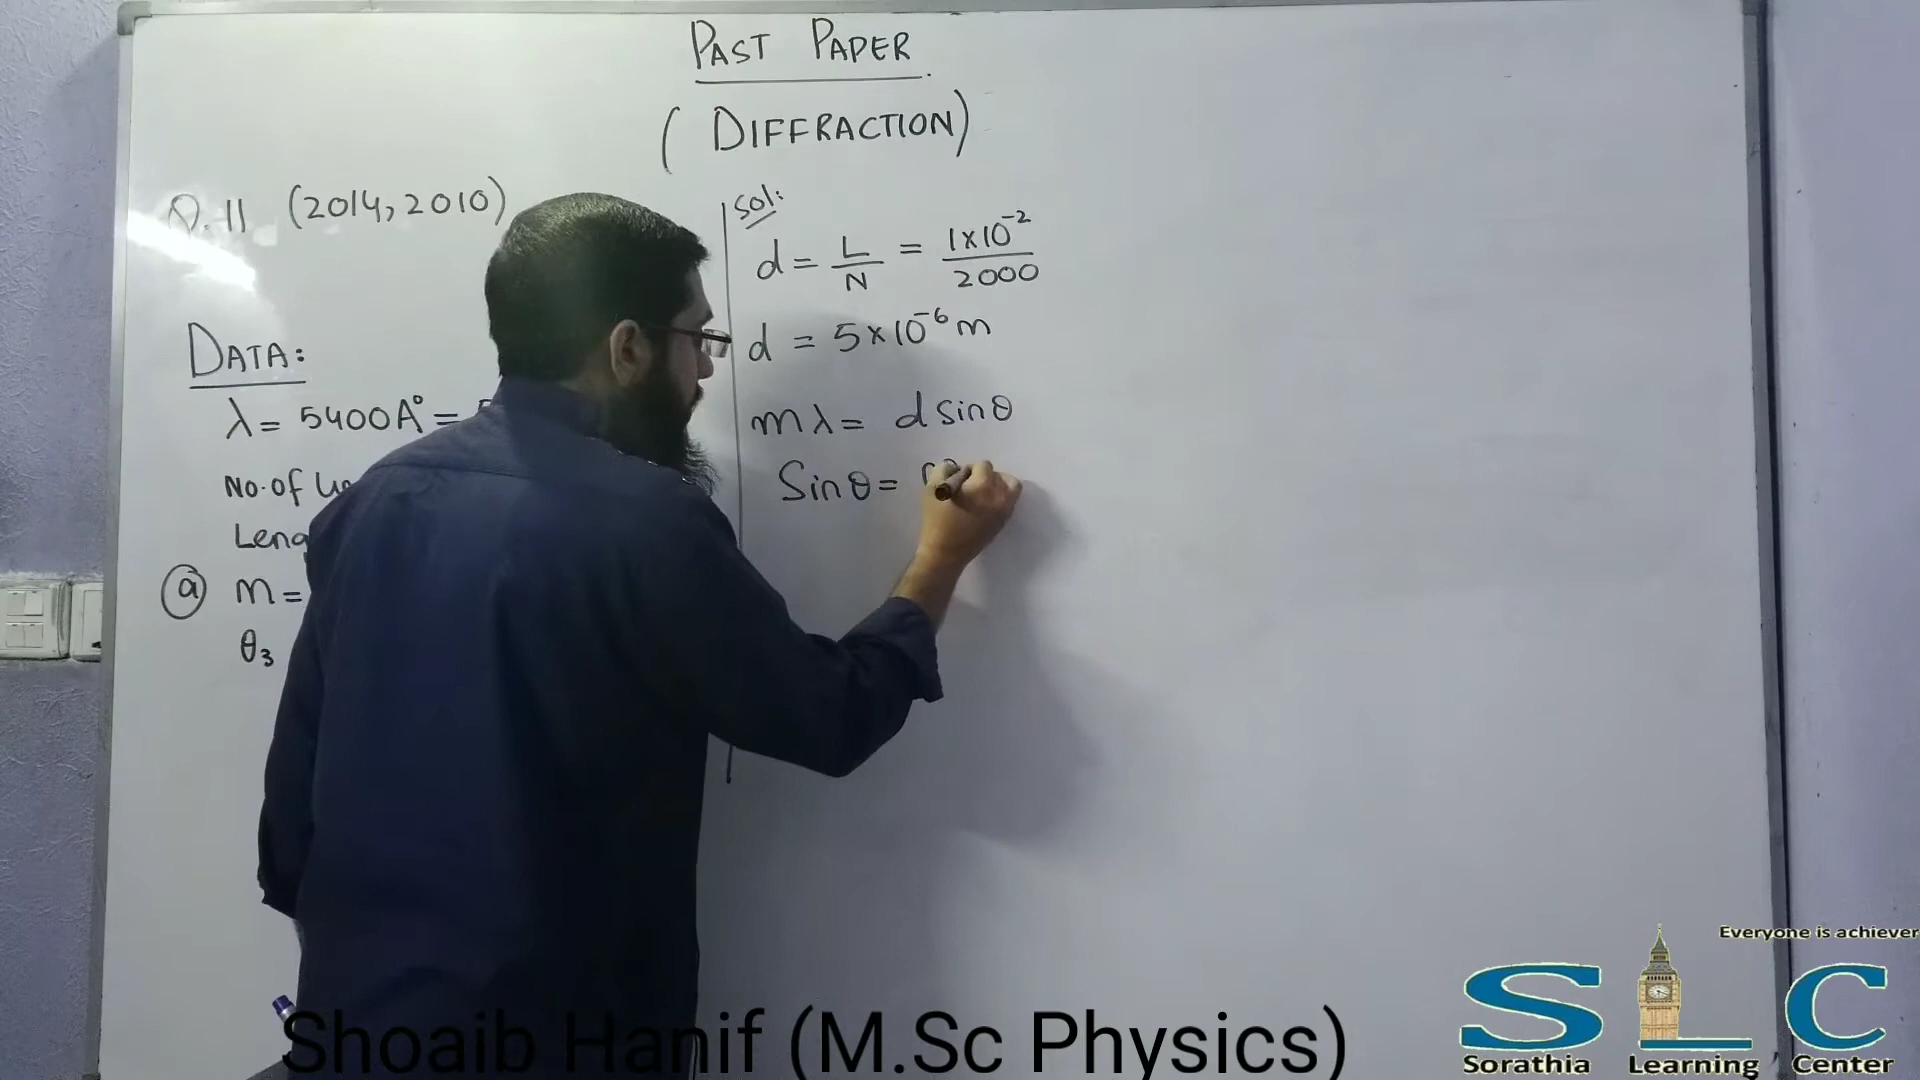 PAST PAPER
(DIFFRACTION)
Q.11 (2014, 2010)
DATA:
λ = 5400A° =
No. of
Leng
ⓐ m =
θ₃
Sol:
d = L/N = 1×10⁻²/2000
d = 5×10⁻⁶ m
mλ = d sinθ
Sinθ =
Shoaib Hanif (M.Sc Physics)
Everyone is achiever
SLC
Sorathia Learning Center